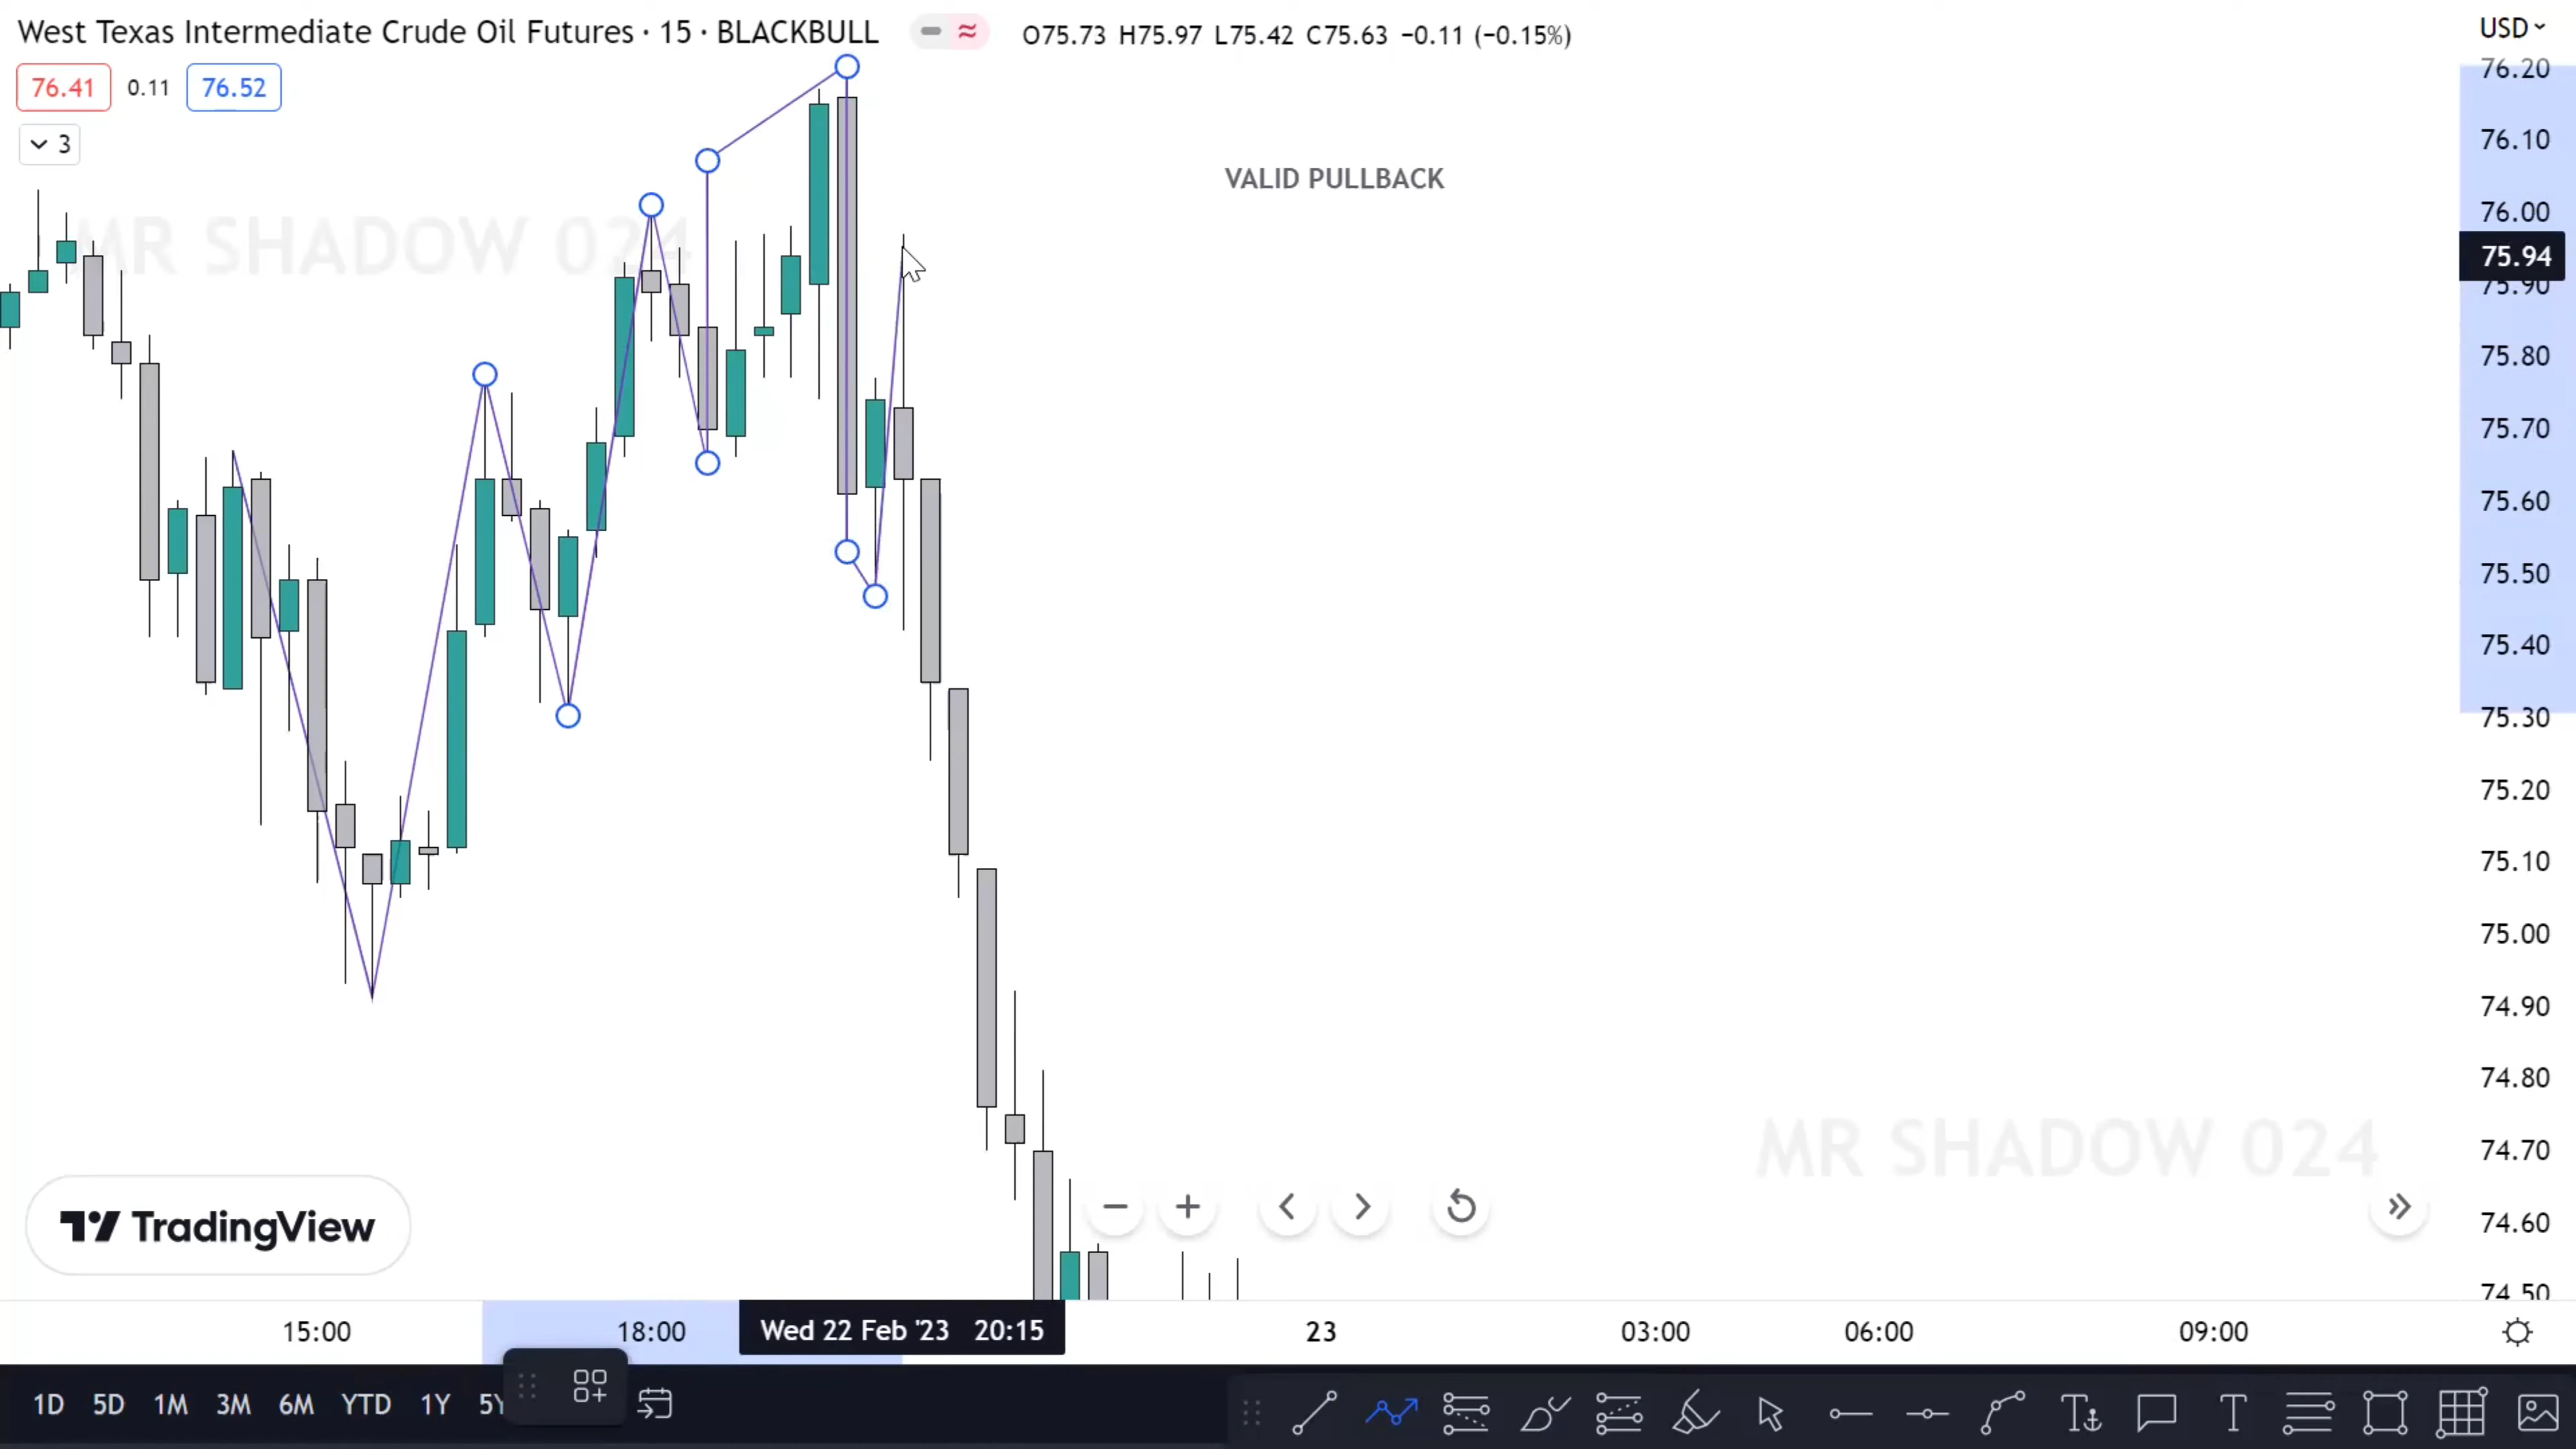 West Texas Intermediate Crude Oil Futures · 15 · BLACKBULL
O75.73 H75.97 L75.42 C75.63 −0.11 (−0.15%)
USD
76.41 0.11 76.52
3
VALID PULLBACK
MR SHADOW 024
76.20
76.10
76.00
75.94
75.90
75.80
75.70
75.60
75.50
75.40
75.30
75.20
75.10
75.00
74.90
74.80
74.70
74.60
74.50
MR SHADOW 024
TradingView
15:00 18:00 Wed 22 Feb '23 20:15 23 03:00 06:00 09:00
1D 5D 1M 3M 6M YTD 1Y 5Y